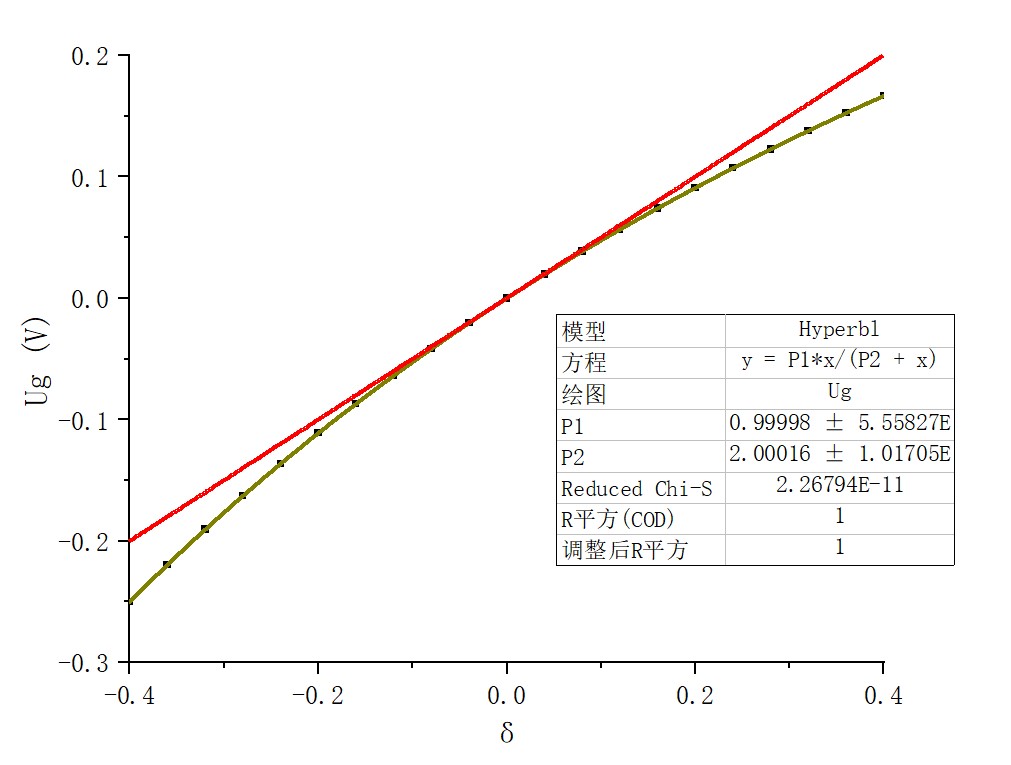 0.2
0.1
0.0
-0.1
-0.2
-0.3
Ug (V)
-0.4
-0.2
0.0
0.2
0.4
δ
模型 Hyperbl
方程 y = P1*x/(P2 + x)
绘图 Ug
P1 0.99998 ± 5.55827E
P2 2.00016 ± 1.01705E
Reduced Chi-S 2.26794E-11
R平方(COD) 1
调整后R平方 1